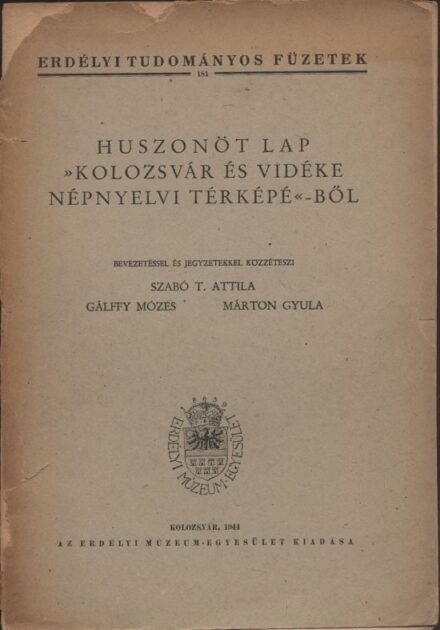 ERDÉLYI TUDOMÁNYOS FÜZETEK
181
HUSZONÖT LAP
»KOLOZSVÁR ÉS VIDÉKE
NÉPNYELVI TÉRKÉPÉ«-BŐL
BEVEZETÉSSEL ÉS JEGYZETEKKEL KÖZZÉTESZI
SZABÓ T. ATTILA
GÁLFFY MÓZES MÁRTON GYULA
1859
ERDÉLYI MÚZEUM-EGYESÜLET
KOLOZSVÁR, 1944
AZ ERDÉLYI MÚZEUM-EGYESÜLET KIADÁSA